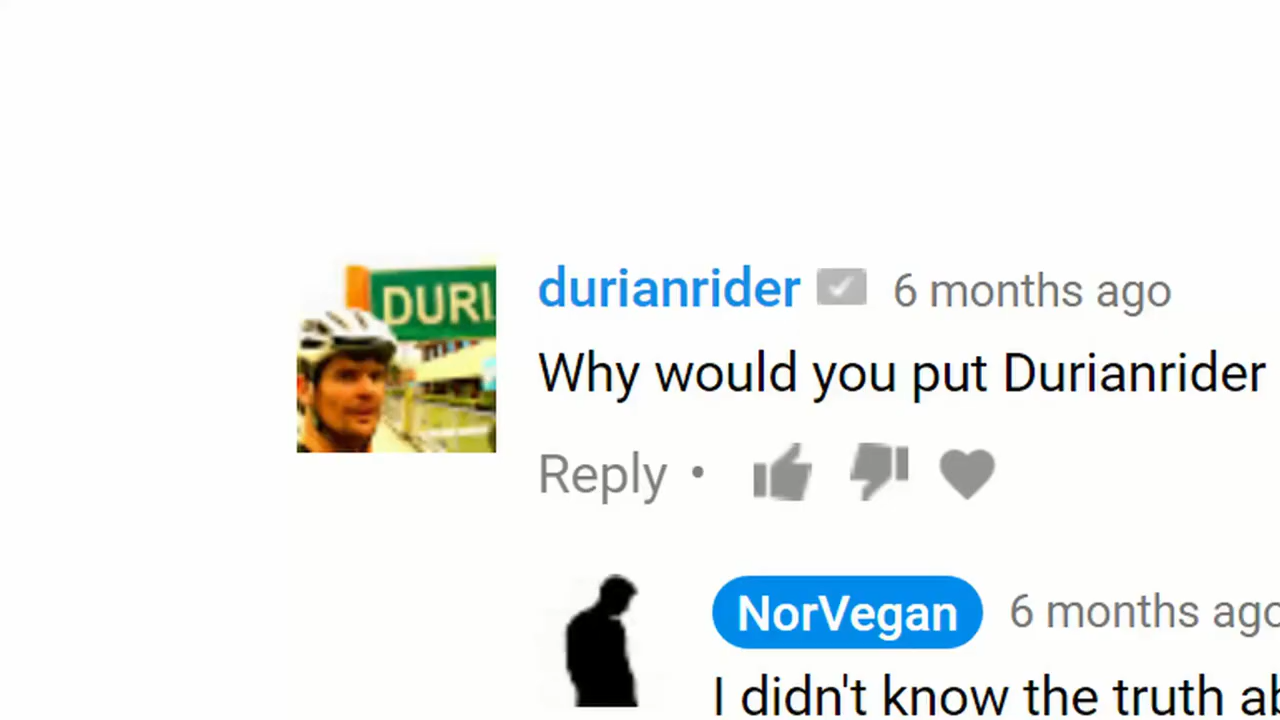 DURI
durianrider 6 months ago
Why would you put Durianrider
Reply •
NorVegan 6 months ago
I didn't know the truth ab